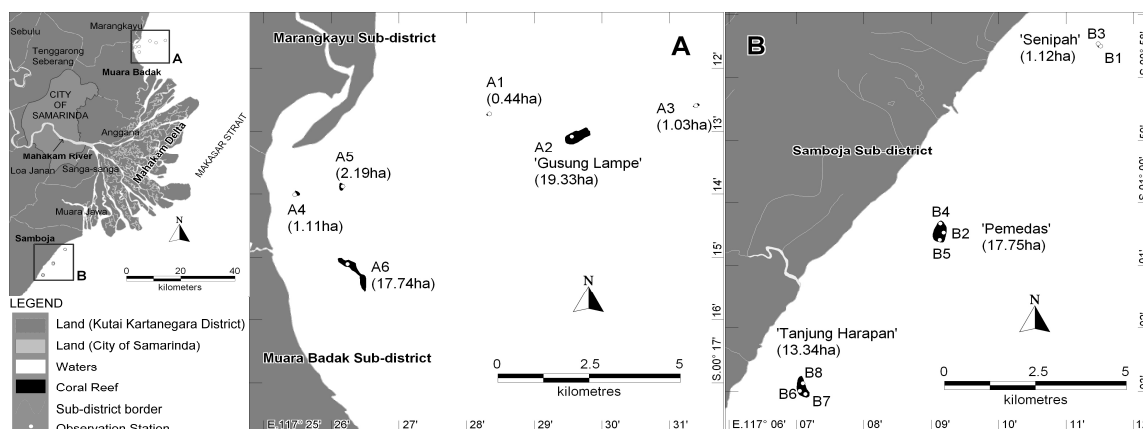 Marangkayu
Sebulu
Tenggarong
Seberang
A
Muara Badak
CITY
OF
SAMARINDA
Anggana
Mahakam Delta
MAKASAR STRAIT
Mahakam River
Loa Janan
Sanga-sanga
Muara Jawa
N
Samboja
B
0 20 40
kilometers
LEGEND
Land (Kutai Kartanegara District)
Land (City of Samarinda)
Waters
Coral Reef
Sub-district border
Observation Station
Marangkayu Sub-district
A
A1
(0.44ha)
A3
(1.03ha)
A2
'Gusung Lampe'
(19.33ha)
A5
(2.19ha)
A4
(1.11ha)
A6
(17.74ha)
N
Muara Badak Sub-district
0 2.5 5
kilometres
12'
13'
14'
15'
16'
S.00° 17'
E.117° 25' 26' 27' 28' 29' 30' 31'
B
'Senipah'
(1.12ha)
B3
B1
Samboja Sub-district
B4
B2
B5
'Pemedas'
(17.75ha)
N
'Tanjung Harapan'
(13.34ha)
B8
B6
B7
0 2.5 5
kilometres
E.117° 06' 07' 08' 09' 10' 11'